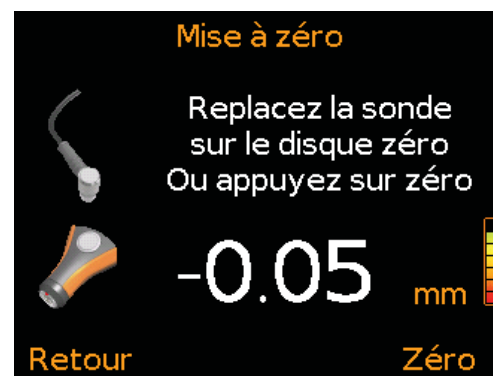 Mise à zéro
Replacez la sonde
sur le disque zéro
Ou appuyez sur zéro
-0.05 mm
Retour Zéro